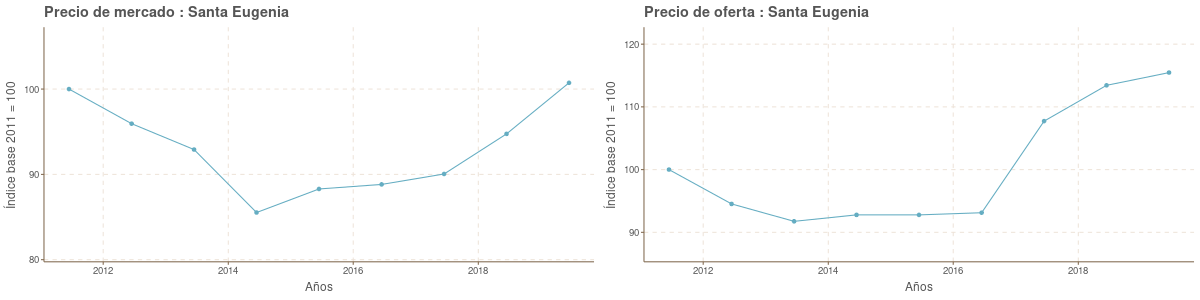 Precio de mercado : Santa Eugenia
Índice base 2011 = 100
100
90
80
2012
2014
2016
2018
Años
Precio de oferta : Santa Eugenia
Índice base 2011 = 100
120
110
100
90
2012
2014
2016
2018
Años